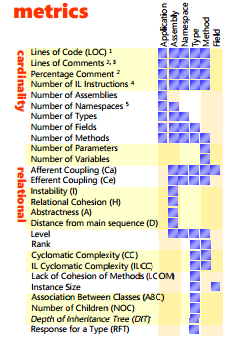 metrics
Application
Assembly
Namespace
Type
Method
Field
cardinality
Lines of Code (LOC) 1
Lines of Comments 2, 3
Percentage Comment 2
Number of IL Instructions 4
Number of Assemblies
Number of Namespaces 5
Number of Types
Number of Fields
Number of Methods
Number of Parameters
Number of Variables
relational
Afferent Coupling (Ca)
Efferent Coupling (Ce)
Instability (I)
Relational Cohesion (H)
Abstractness (A)
Distance from main sequence (D)
Level
Rank
Cyclomatic Complexity (CC)
IL Cyclomatic Complexity (ILCC)
Lack of Cohesion of Methods (LCOM)
Instance Size
Association Between Classes (ABC)
Number of Children (NOC)
Depth of Inheritance Tree (DIT)
Response for a Type (RFT)